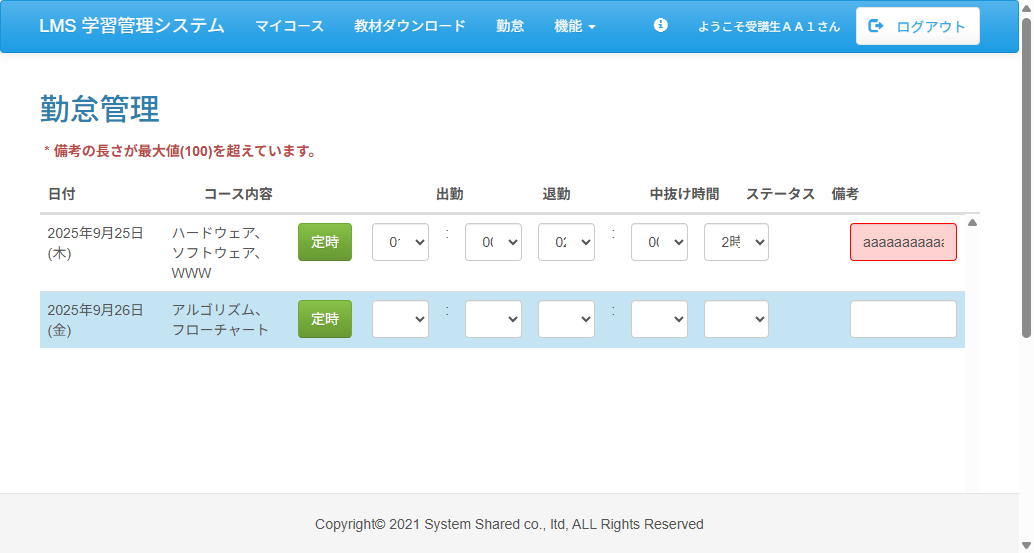 LMS 学習管理システム マイコース 教材ダウンロード 勤怠 機能 ようこそ受講生ＡＡ１さん ログアウト
勤怠管理
* 備考の長さが最大値(100)を超えています。
日付 コース内容 出勤 退勤 中抜け時間 ステータス 備考
2025年9月25日 ハードウェア、 定時 : 00 02 : 00 2時 aaaaaaaaaaa
(木) ソフトウェア、
WWW
2025年9月26日 アルゴリズム、 定時 : :
(金) フローチャート
Copyright© 2021 System Shared co., ltd, ALL Rights Reserved